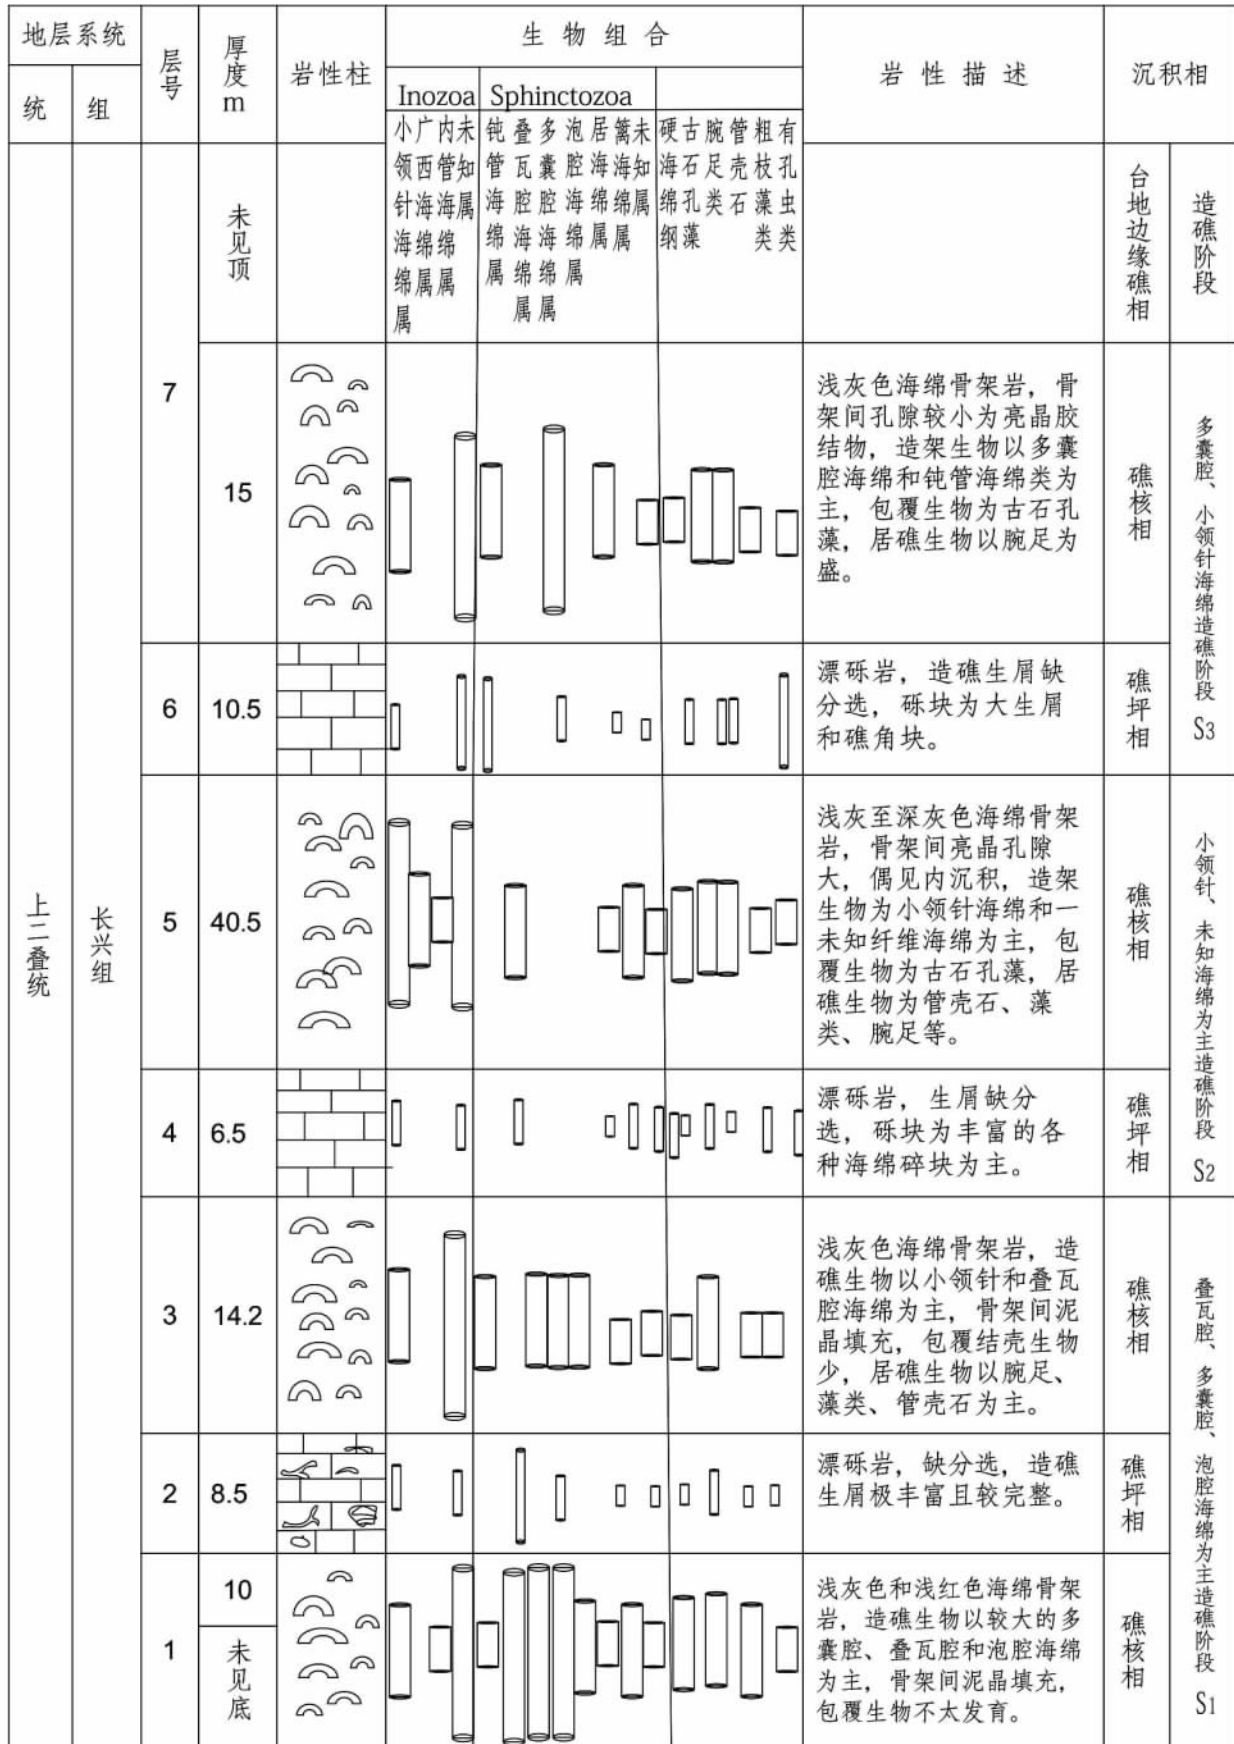 地层系统
层号
厚度m
岩性柱
生物组合
岩性描述
沉积相
统
组
Inozoa
Sphinctozoa
小领针海绵属
广西海绵属
内管海绵属
未知属
钝管海绵属
叠瓦腔海绵属
多囊腔海绵属
泡腔海绵属
居海绵属
篱海绵属
未知属
硬海绵纲
古石孔藻
腕足类
管壳石
粗枝藻类
有孔虫类
台地边缘礁相
造礁阶段
上二叠统
长兴组
7
未见顶
15
浅灰色海绵骨架岩，骨
架间孔隙较小为亮晶胶
结物，造架生物以多囊
腔海绵和钝管海绵类为
主，包覆生物为古石孔
藻，居礁生物以腕足为
盛。
礁核相
多囊腔、小领针海绵造礁阶段 S3
6
10.5
漂砾岩，造礁生屑缺
分选，砾块为大生屑
和礁角块。
礁坪相
5
40.5
浅灰至深灰色海绵骨架
岩，骨架间亮晶孔隙
大，偶见内沉积，造架
生物为小领针海绵和一
未知纤维海绵为主，包
覆生物为古石孔藻，居
礁生物为管壳石、藻
类、腕足等。
礁核相
小领针、未知海绵为主造礁阶段 S2
4
6.5
漂砾岩，生屑缺分
选，砾块为丰富的各
种海绵碎块为主。
礁坪相
3
14.2
浅灰色海绵骨架岩，造
礁生物以小领针和叠瓦
腔海绵为主，骨架间泥
晶填充，包覆结壳生物
少，居礁生物以腕足、
藻类、管壳石为主。
礁核相
叠瓦腔、多囊腔、泡腔海绵为主造礁阶段 S1
2
8.5
漂砾岩，缺分选，造礁
生屑极丰富且较完整。
礁坪相
1
10
未见底
浅灰色和浅红色海绵骨架
岩，造礁生物以较大的多
囊腔、叠瓦腔和泡腔海绵
为主，骨架间泥晶填充，
包覆生物不太发育。
礁核相